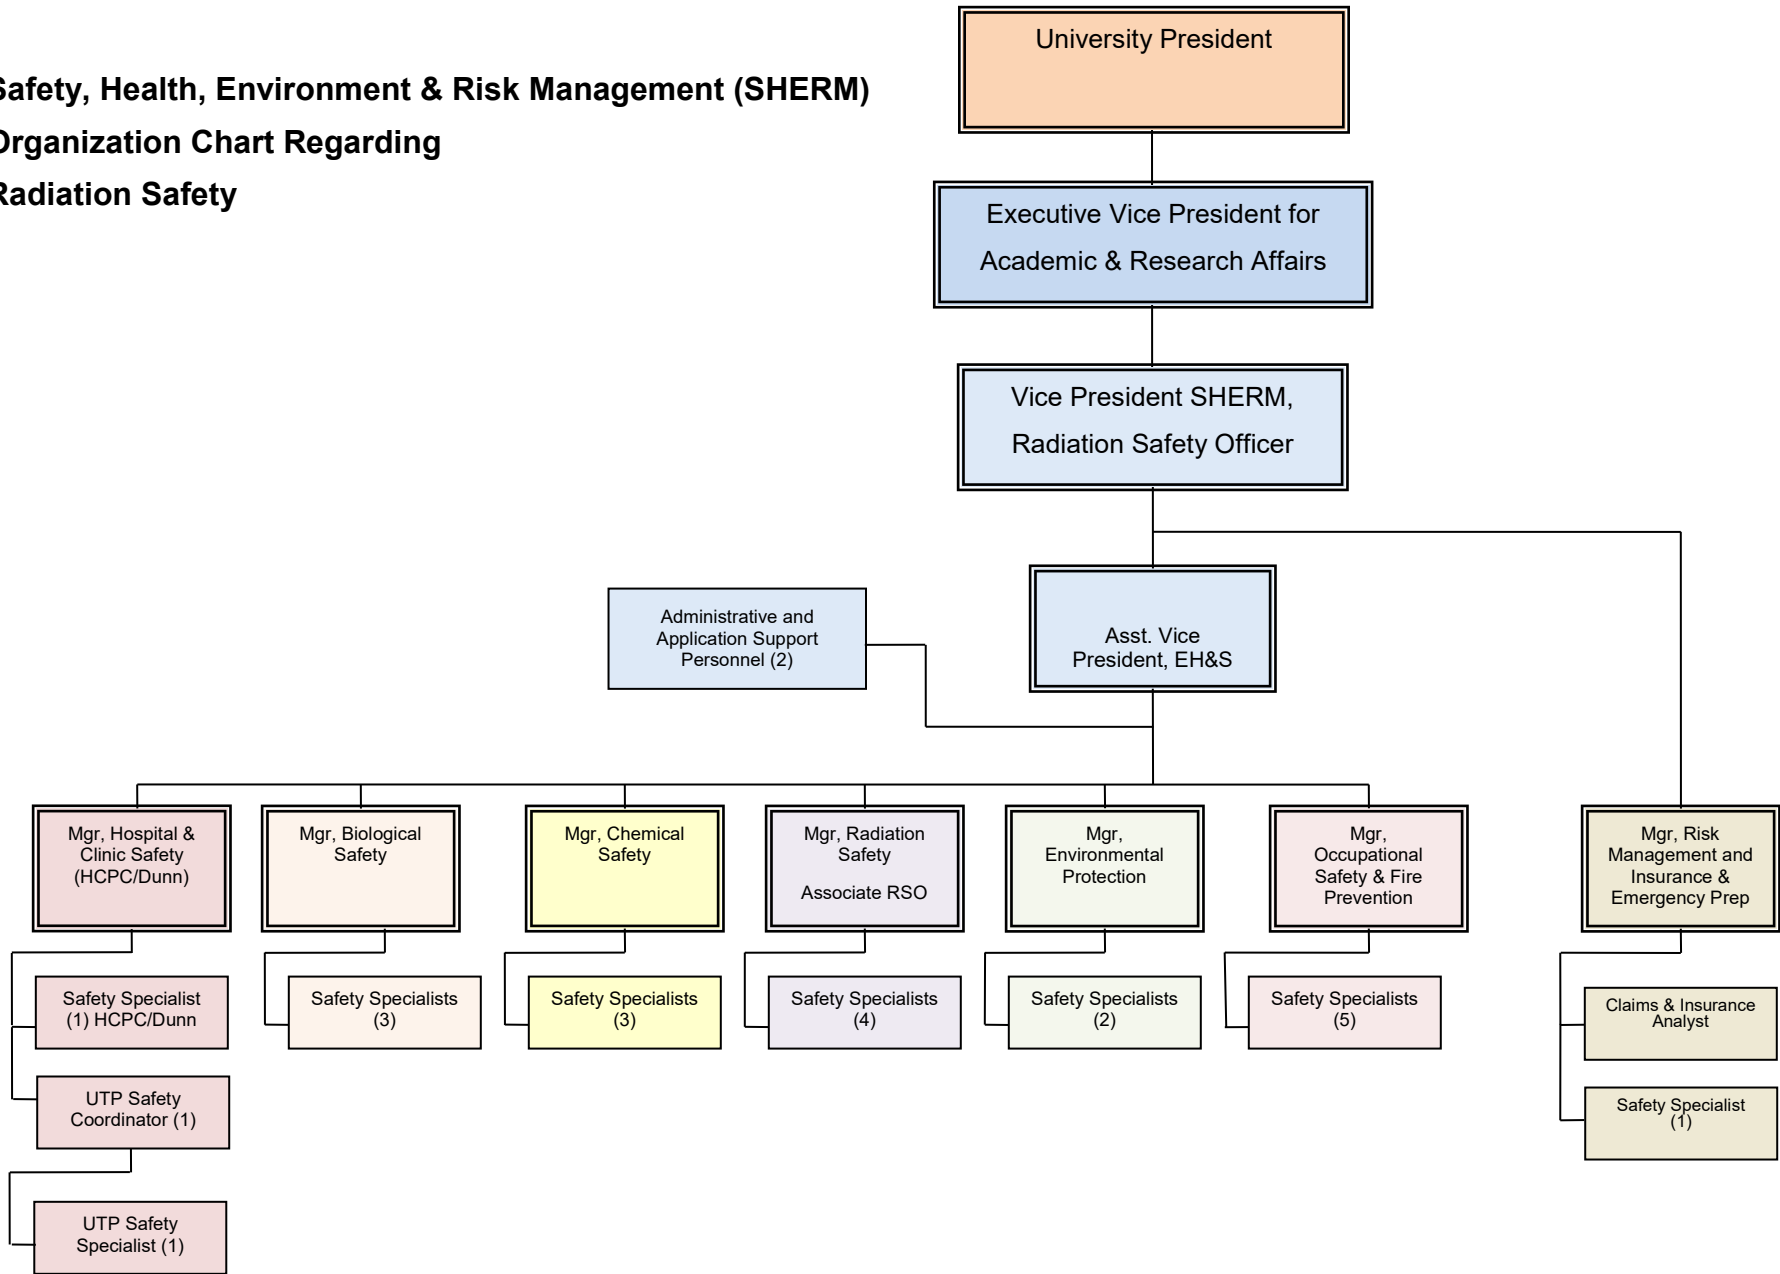 University President
Safety, Health, Environment & Risk Management (SHERM)
Organization Chart Regarding
Radiation Safety
Executive Vice President for
Academic & Research Affairs
Vice President SHERM,
Radiation Safety Officer
Administrative and
Application Support
Personnel (2)
Asst. Vice
President, EH&S
Mgr, Hospital &
Clinic Safety
(HCPC/Dunn)
Mgr, Biological
Safety
Mgr, Chemical
Safety
Mgr, Radiation
Safety
Associate RSO
Mgr,
Environmental
Protection
Mgr,
Occupational
Safety & Fire
Prevention
Mgr, Risk
Management and
Insurance &
Emergency Prep
Safety Specialist
(1) HCPC/Dunn
Safety Specialists
(3)
Safety Specialists
(3)
Safety Specialists
(4)
Safety Specialists
(2)
Safety Specialists
(5)
Claims & Insurance
Analyst
UTP Safety
Coordinator (1)
Safety Specialist
(1)
UTP Safety
Specialist (1)